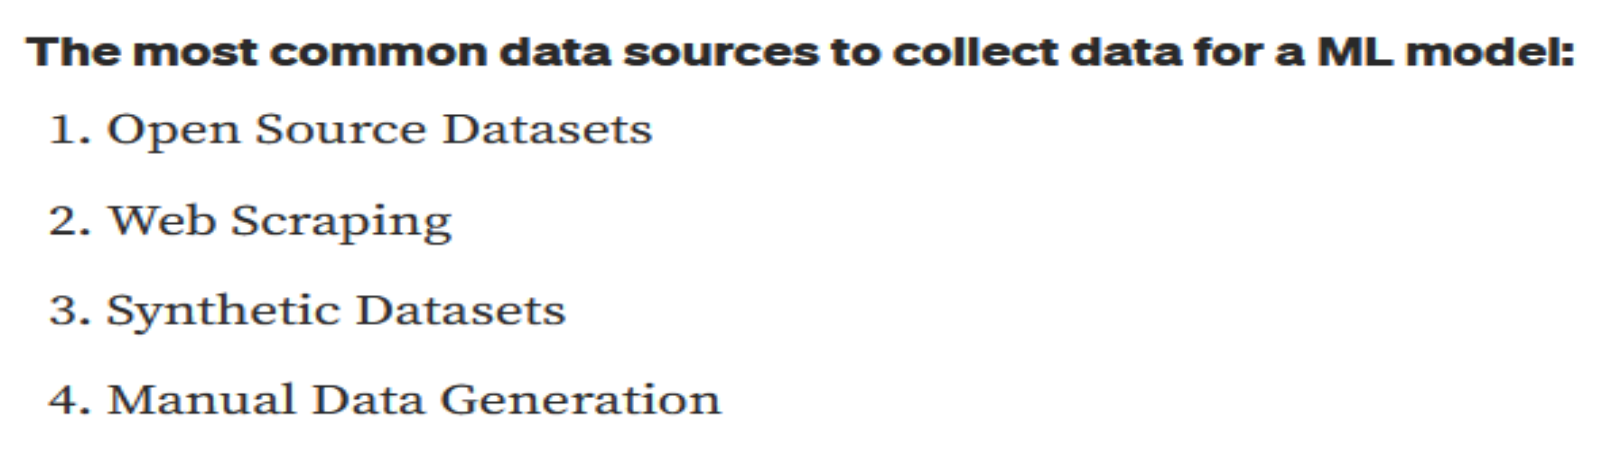 The most common data sources to collect data for a ML model:
1. Open Source Datasets
2. Web Scraping
3. Synthetic Datasets
4. Manual Data Generation